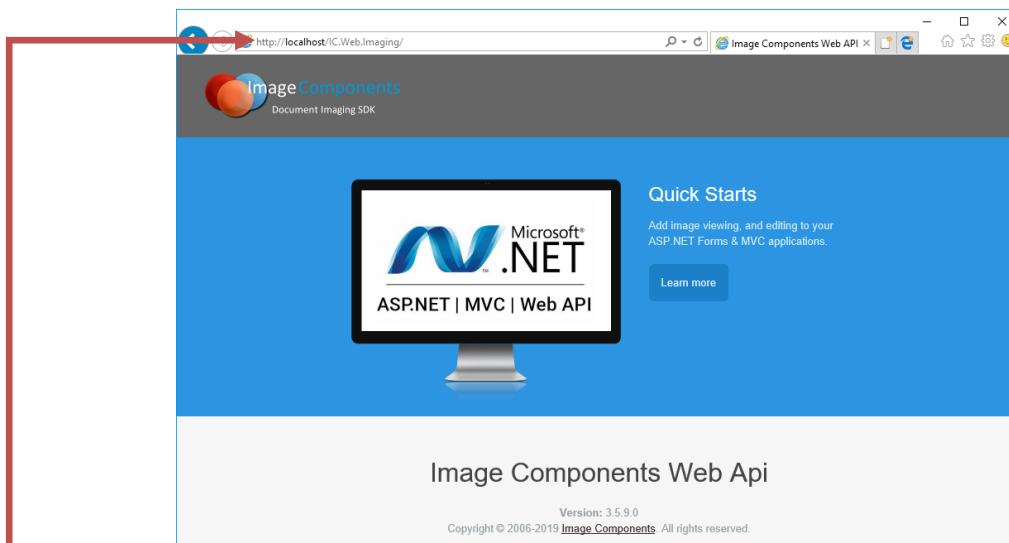 http://localhost/IC.Web.Imaging/
Image Components Web API
ImageComponents
Document Imaging SDK
Quick Starts
Add image viewing, and editing to your
ASP.NET Forms & MVC applications.
Learn more
Microsoft®
.NET
™
ASP.NET | MVC | Web API
Image Components Web Api
Version: 3.5.9.0
Copyright © 2006-2019 Image Components. All rights reserved.